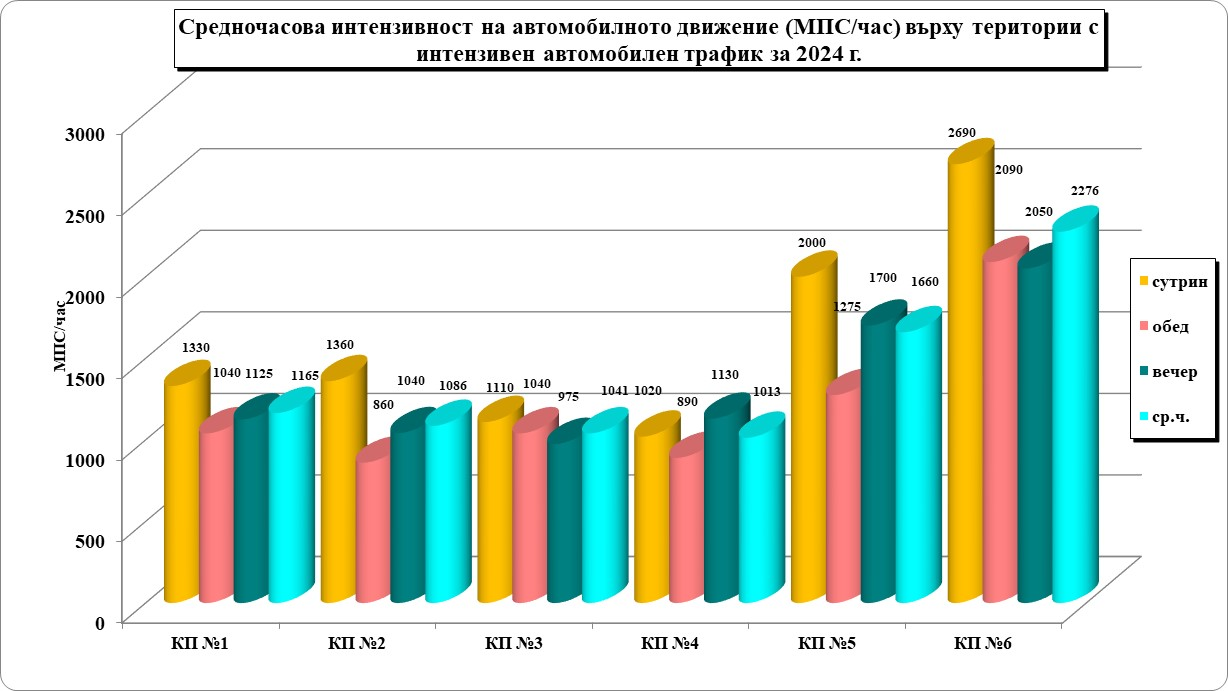 Средночасова интензивност на автомобилното движение (МПС/час) върху територии с
интензивен автомобилен трафик за 2024 г.
МПС/час
3000
2500
2000
1500
1000
500
0
1330
1040
1125
1165
1360
860
1040
1086
1110
1040
975
1041
1020
890
1130
1013
2000
1275
1700
1660
2690
2090
2050
2276
КП №1
КП №2
КП №3
КП №4
КП №5
КП №6
сутрин
обед
вечер
ср.ч.